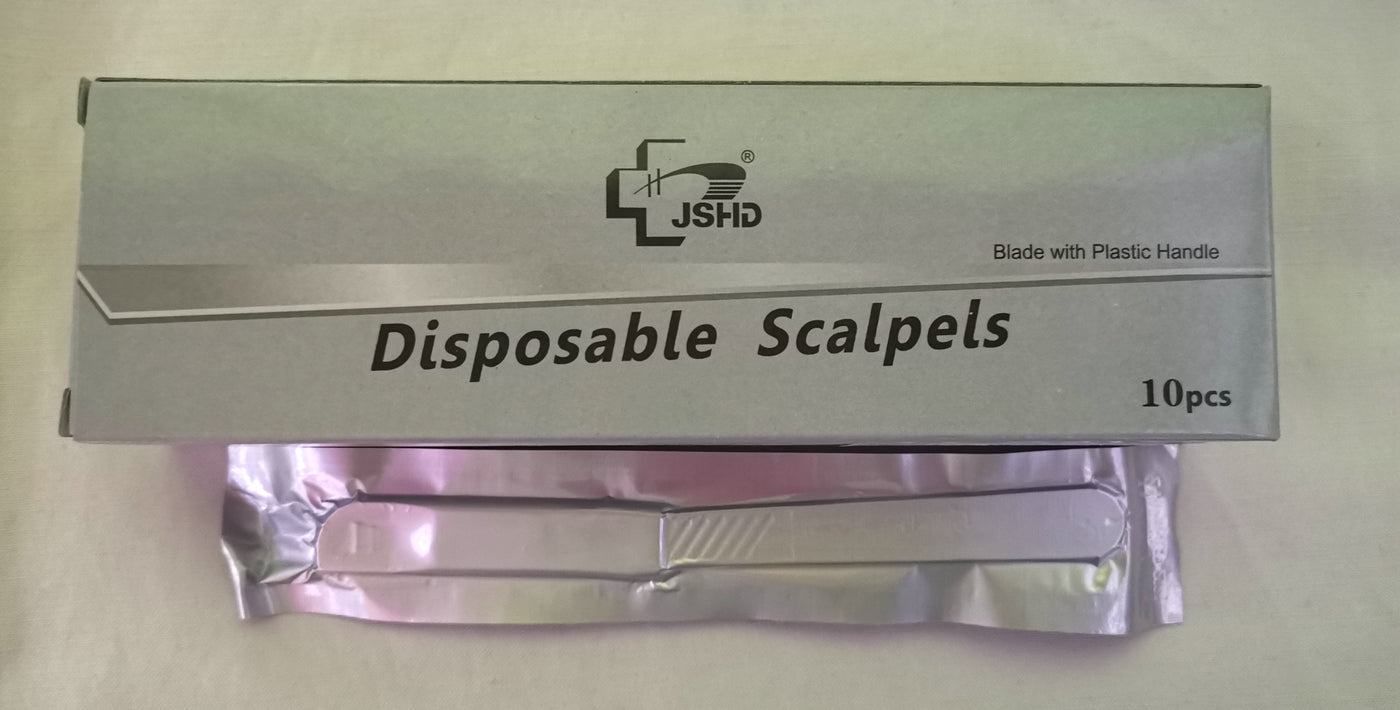 ®
JSHD
Blade with Plastic Handle
Disposable Scalpels
10pcs